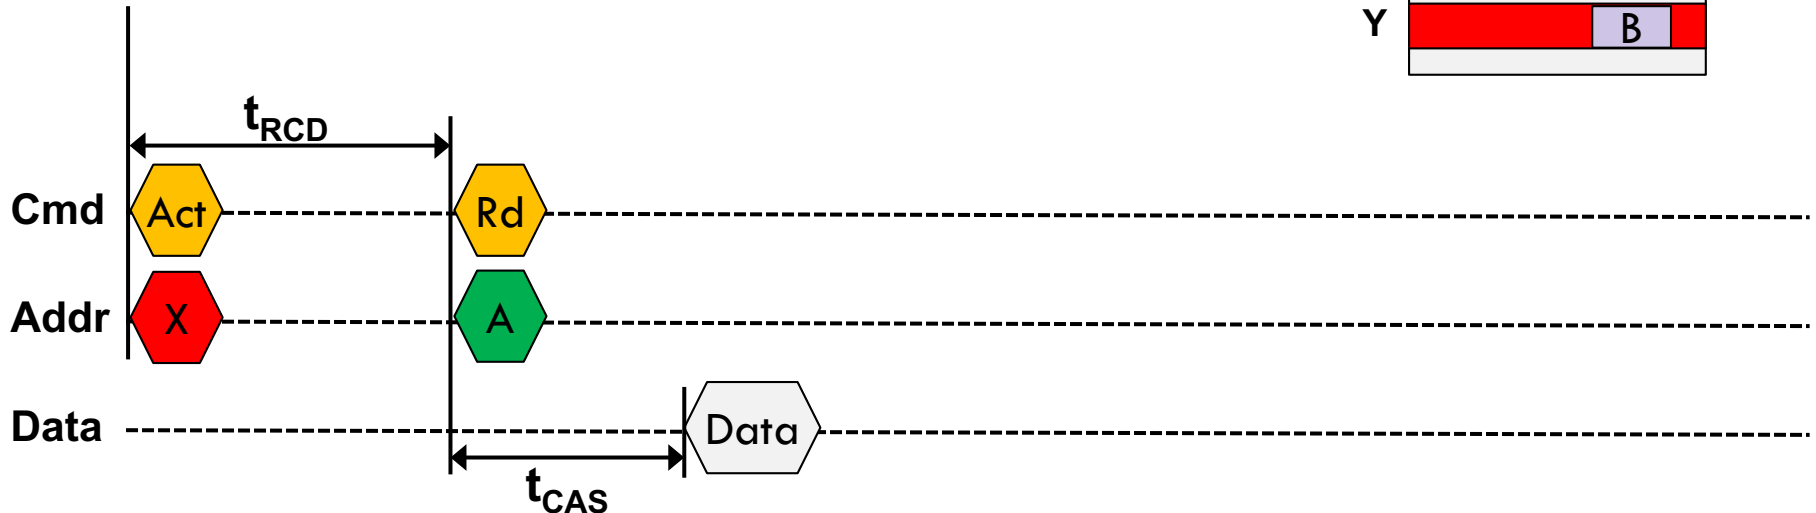 Y B
tRCD
Cmd Act Rd
Addr X A
Data Data
tCAS